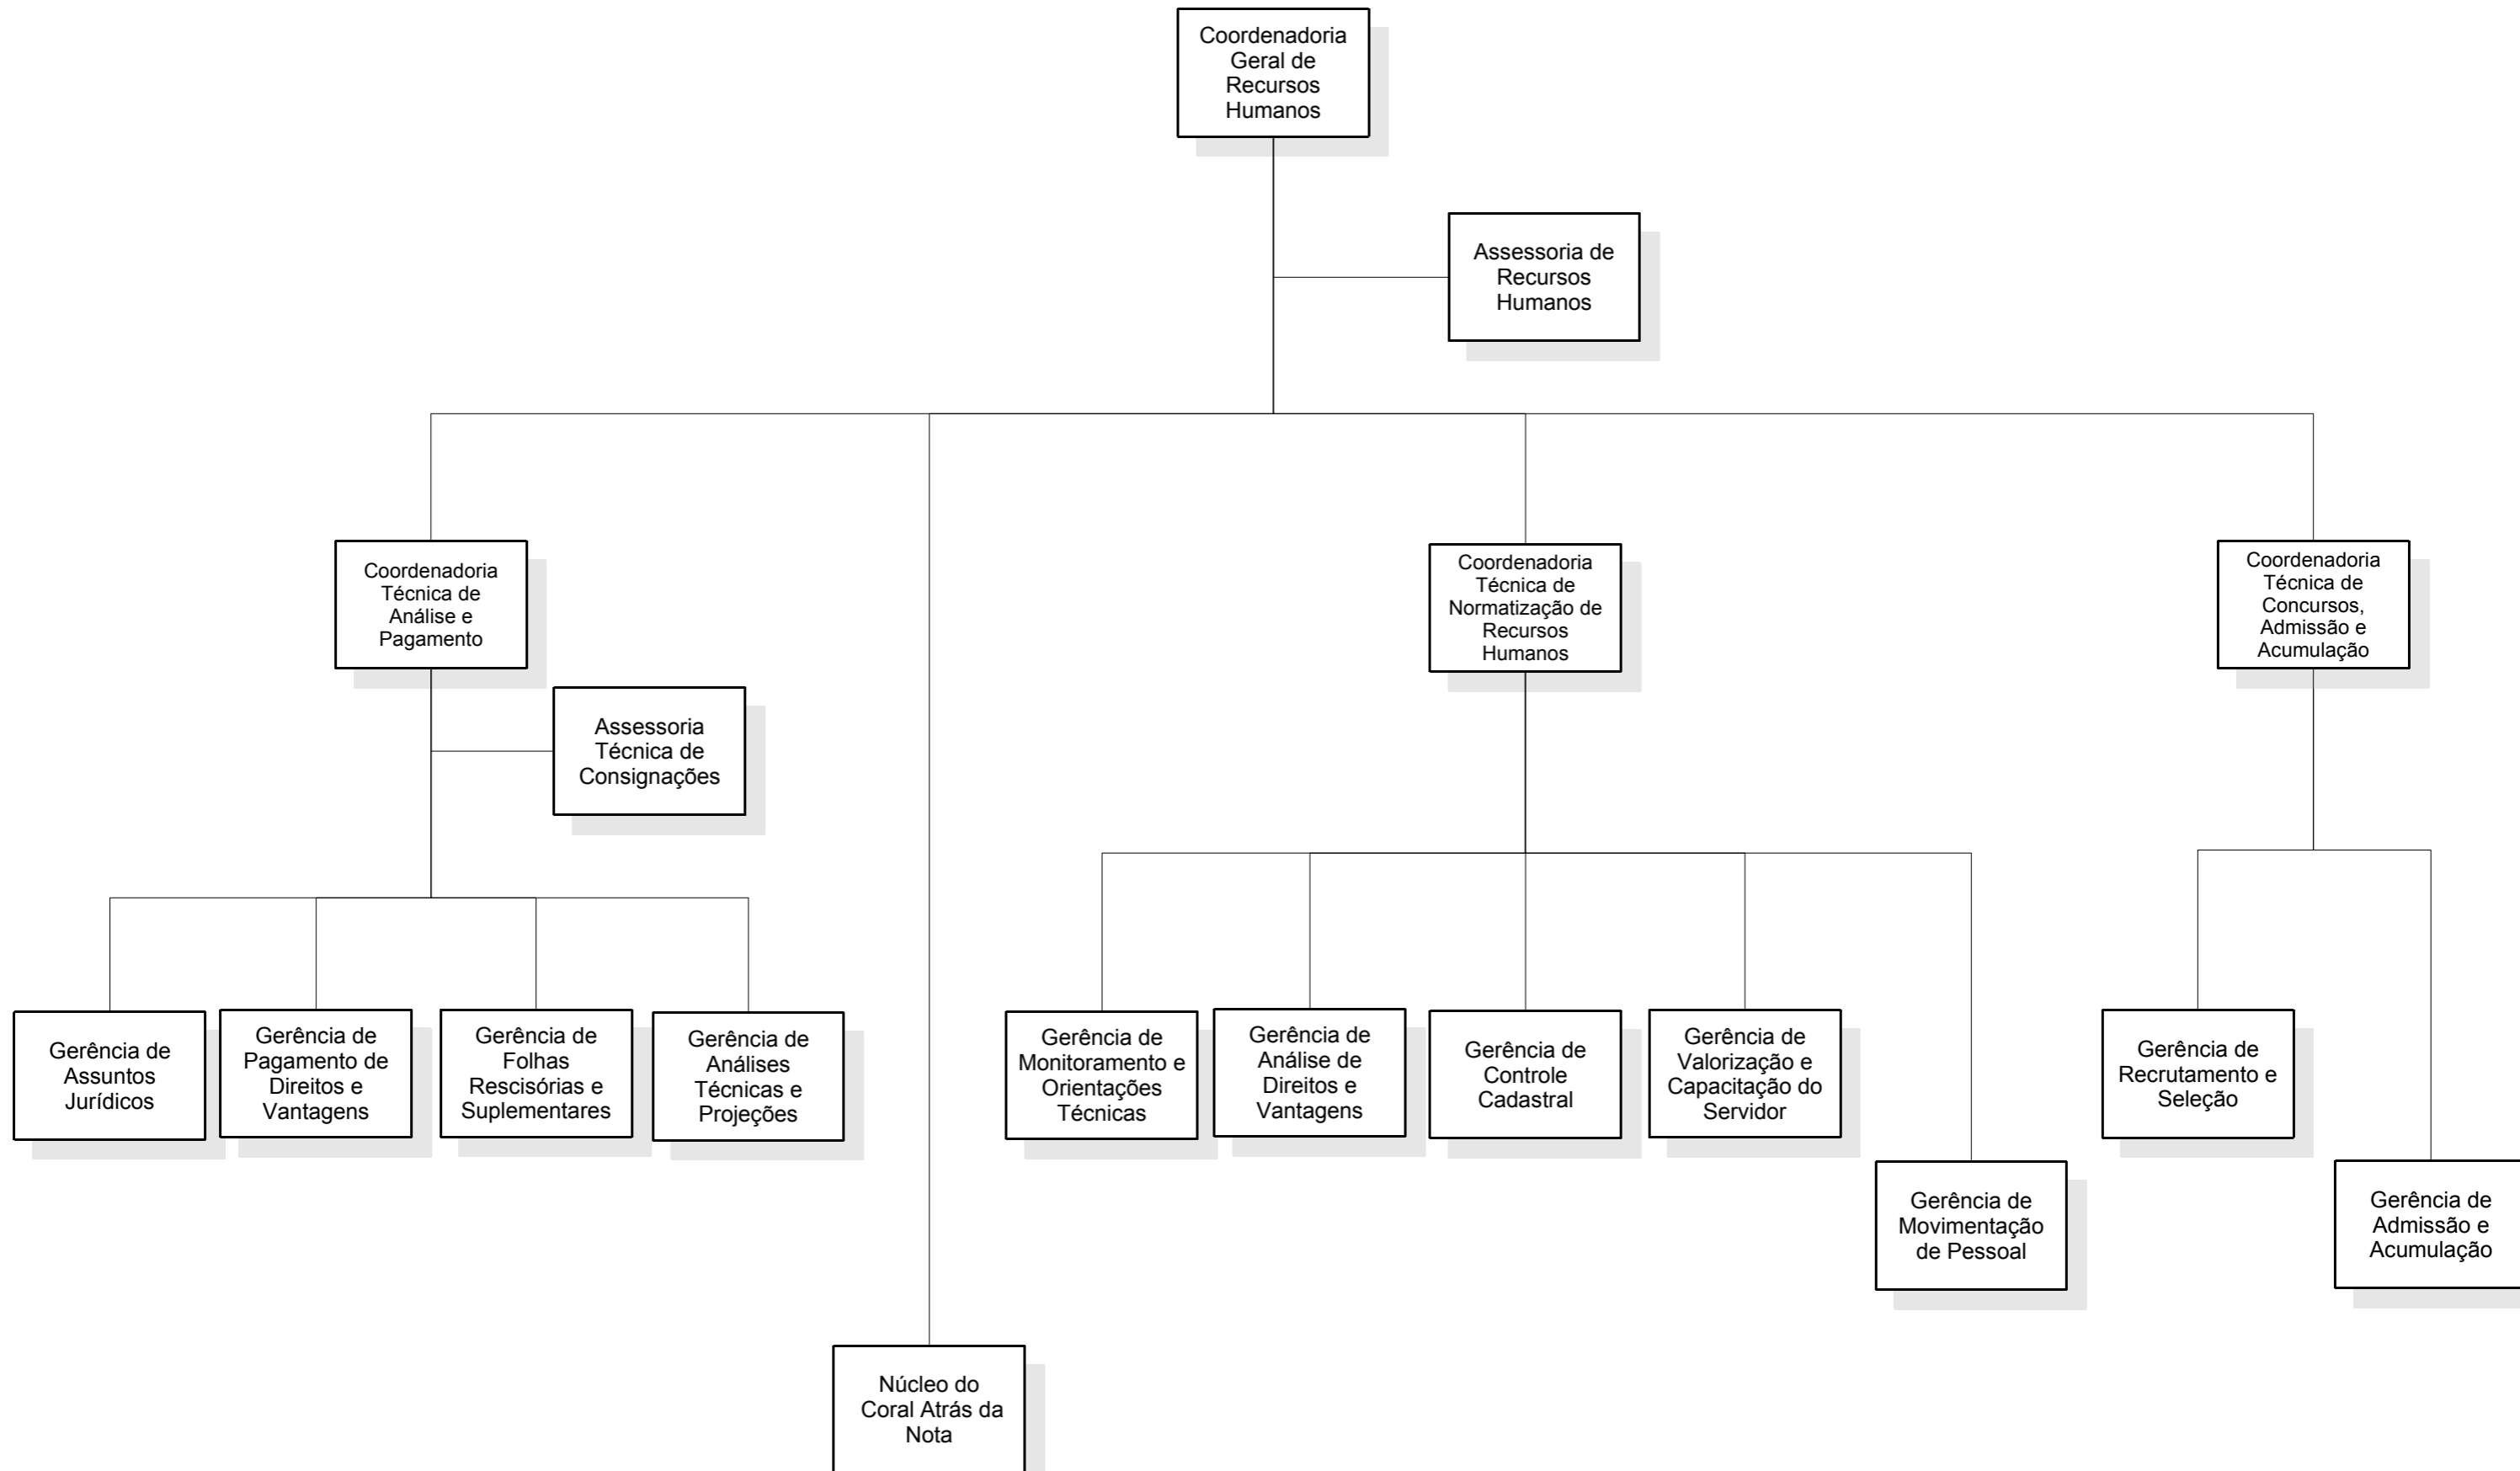 Coordenadoria
Geral de
Recursos
Humanos
Assessoria de
Recursos
Humanos
Coordenadoria
Técnica de
Análise e
Pagamento
Coordenadoria
Técnica de
Normatização de
Recursos
Humanos
Coordenadoria
Técnica de
Concursos,
Admissão e
Acumulação
Assessoria
Técnica de
Consignações
Gerência de
Assuntos
Jurídicos
Gerência de
Pagamento de
Direitos e
Vantagens
Gerência de
Folhas
Rescisórias e
Suplementares
Gerência de
Análises
Técnicas e
Projeções
Gerência de
Monitoramento e
Orientações
Técnicas
Gerência de
Análise de
Direitos e
Vantagens
Gerência de
Controle
Cadastral
Gerência de
Valorização e
Capacitação do
Servidor
Gerência de
Movimentação
de Pessoal
Gerência de
Recrutamento e
Seleção
Gerência de
Admissão e
Acumulação
Núcleo do
Coral Atrás da
Nota